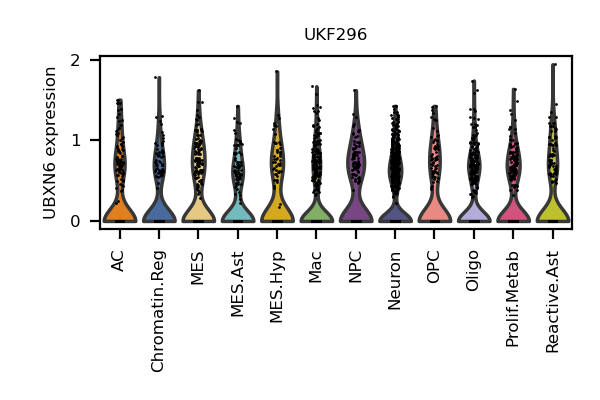 UKF296
UBXN6 expression
2
1
0
AC
Chromatin.Reg
MES
MES.Ast
MES.Hyp
Mac
NPC
Neuron
OPC
Oligo
Prolif.Metab
Reactive.Ast